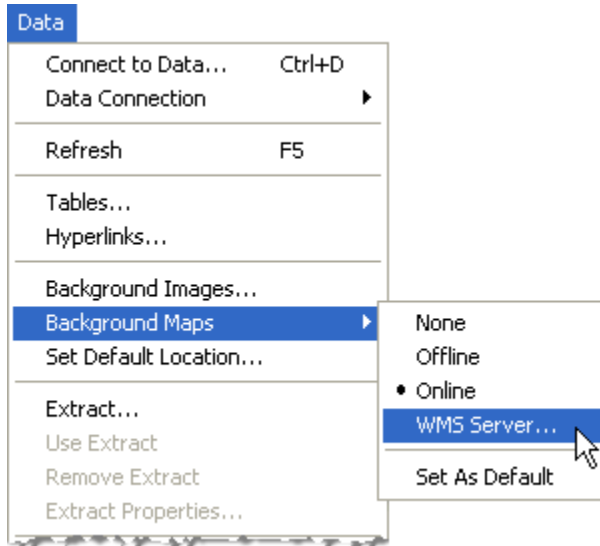 Data
Connect to Data... Ctrl+D
Data Connection
Refresh F5
Tables...
Hyperlinks...
Background Images...
Background Maps
Set Default Location...
Extract...
Use Extract
Remove Extract
Extract Properties...
None
Offline
Online
WMS Server...
Set As Default